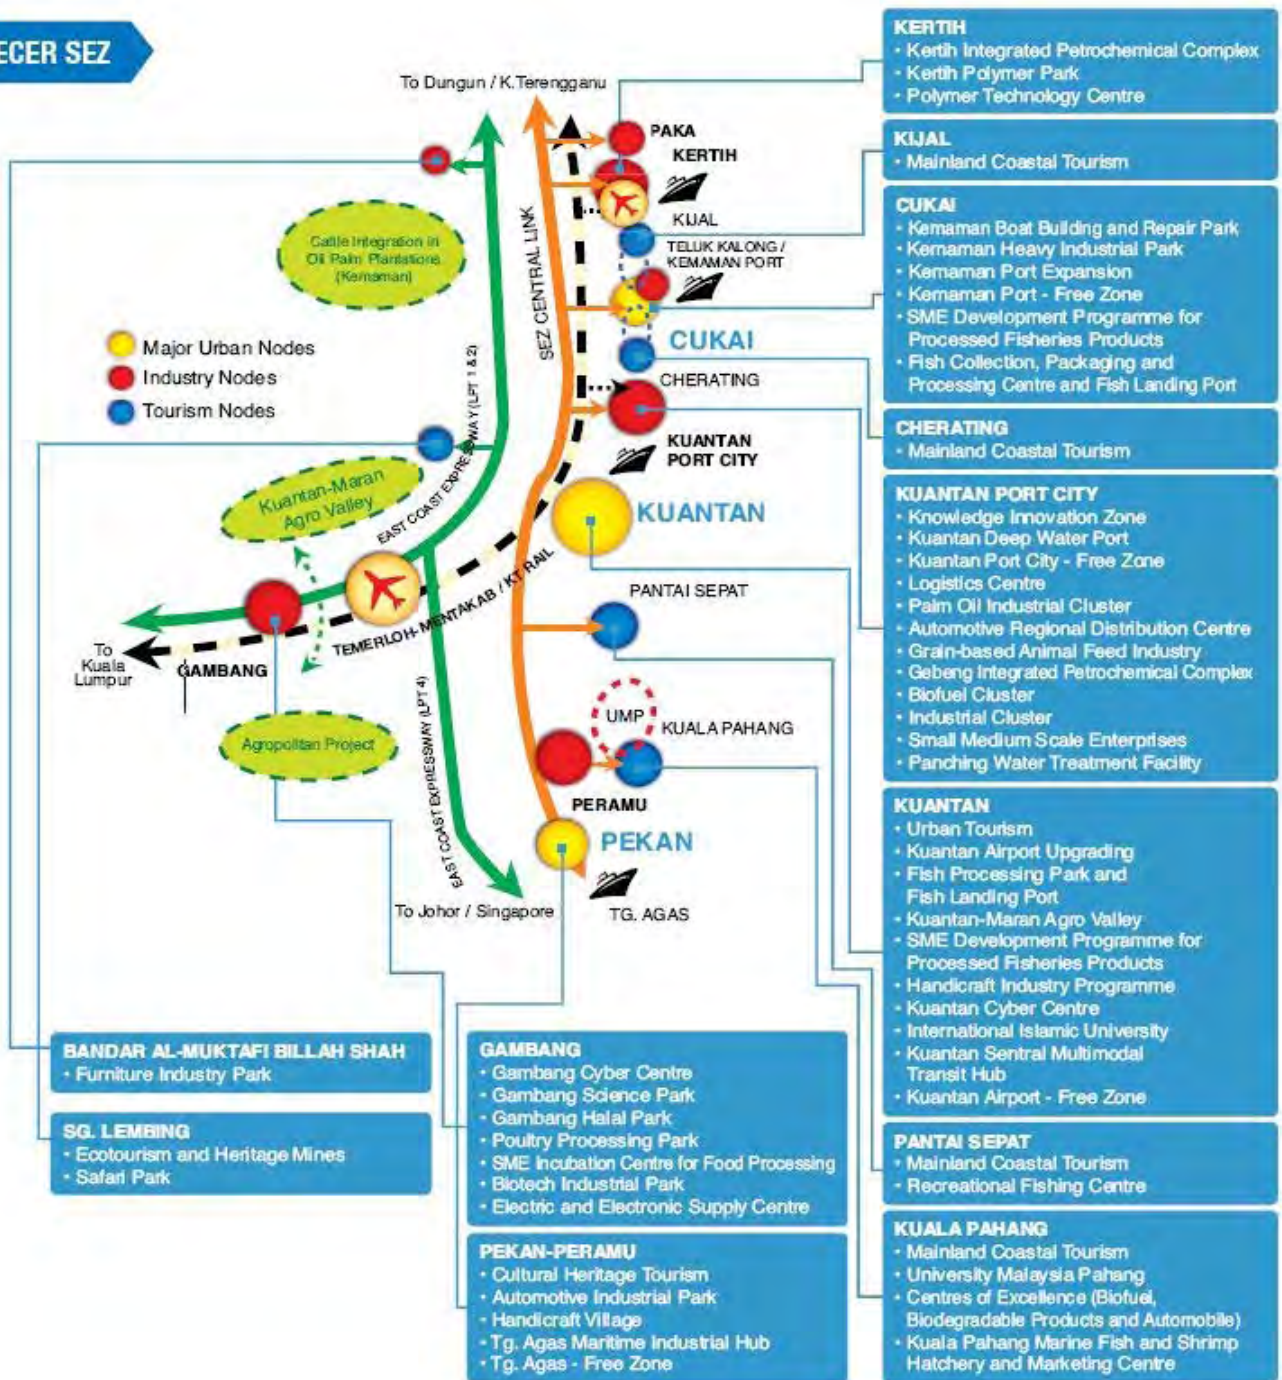 ECER SEZ
To Dungun / K.Terengganu
PAKA
KERTIH
KIJAL
TELUK KALONG /
KEMAMAN PORT
CUKAI
CHERATING
KUANTAN
PORT CITY
KUANTAN
PANTAI SEPAT
UMP
KUALA PAHANG
PERAMU
PEKAN
TG. AGAS
To Johor / Singapore
SEZ CENTRAL LINK
EAST COAST EXPRESSWAY (LPT 1 & 2)
TEMERLOH- MENTAKAB / KT RAIL
EAST COAST EXPRESSWAY (LPT 4)
Cattle Integration in
Oil Palm Plantations
(Kemaman)
Major Urban Nodes
Industry Nodes
Tourism Nodes
Kuantan-Maran
Agro Valley
To
Kuala
Lumpur
GAMBANG
Agropolitan Project
KERTIH
• Kertih Integrated Petrochemical Complex
• Kertih Polymer Park
• Polymer Technology Centre
KIJAL
• Mainland Coastal Tourism
CUKAI
• Kemaman Boat Building and Repair Park
• Kemaman Heavy Industrial Park
• Kemaman Port Expansion
• Kemaman Port - Free Zone
• SME Development Programme for
Processed Fisheries Products
• Fish Collection, Packaging and
Processing Centre and Fish Landing Port
CHERATING
• Mainland Coastal Tourism
KUANTAN PORT CITY
• Knowledge Innovation Zone
• Kuantan Deep Water Port
• Kuantan Port City - Free Zone
• Logistics Centre
• Palm Oil Industrial Cluster
• Automotive Regional Distribution Centre
• Grain-based Animal Feed Industry
• Gebeng Integrated Petrochemical Complex
• Biofuel Cluster
• Industrial Cluster
• Small Medium Scale Enterprises
• Panching Water Treatment Facility
KUANTAN
• Urban Tourism
• Kuantan Airport Upgrading
• Fish Processing Park and
Fish Landing Port
• Kuantan-Maran Agro Valley
• SME Development Programme for
Processed Fisheries Products
• Handicraft Industry Programme
• Kuantan Cyber Centre
• International Islamic University
• Kuantan Sentral Multimodal
Transit Hub
• Kuantan Airport - Free Zone
PANTAI SEPAT
• Mainland Coastal Tourism
• Recreational Fishing Centre
KUALA PAHANG
• Mainland Coastal Tourism
• University Malaysia Pahang
• Centres of Excellence (Biofuel,
Biodegradable Products and Automobile)
• Kuala Pahang Marine Fish and Shrimp
Hatchery and Marketing Centre
BANDAR AL-MUKTAFI BILLAH SHAH
• Furniture Industry Park
SG. LEMBING
• Ecotourism and Heritage Mines
• Safari Park
GAMBANG
• Gambang Cyber Centre
• Gambang Science Park
• Gambang Halal Park
• Poultry Processing Park
• SME Incubation Centre for Food Processing
• Biotech Industrial Park
• Electric and Electronic Supply Centre
PEKAN-PERAMU
• Cultural Heritage Tourism
• Automotive Industrial Park
• Handicraft Village
• Tg. Agas Maritime Industrial Hub
• Tg. Agas - Free Zone